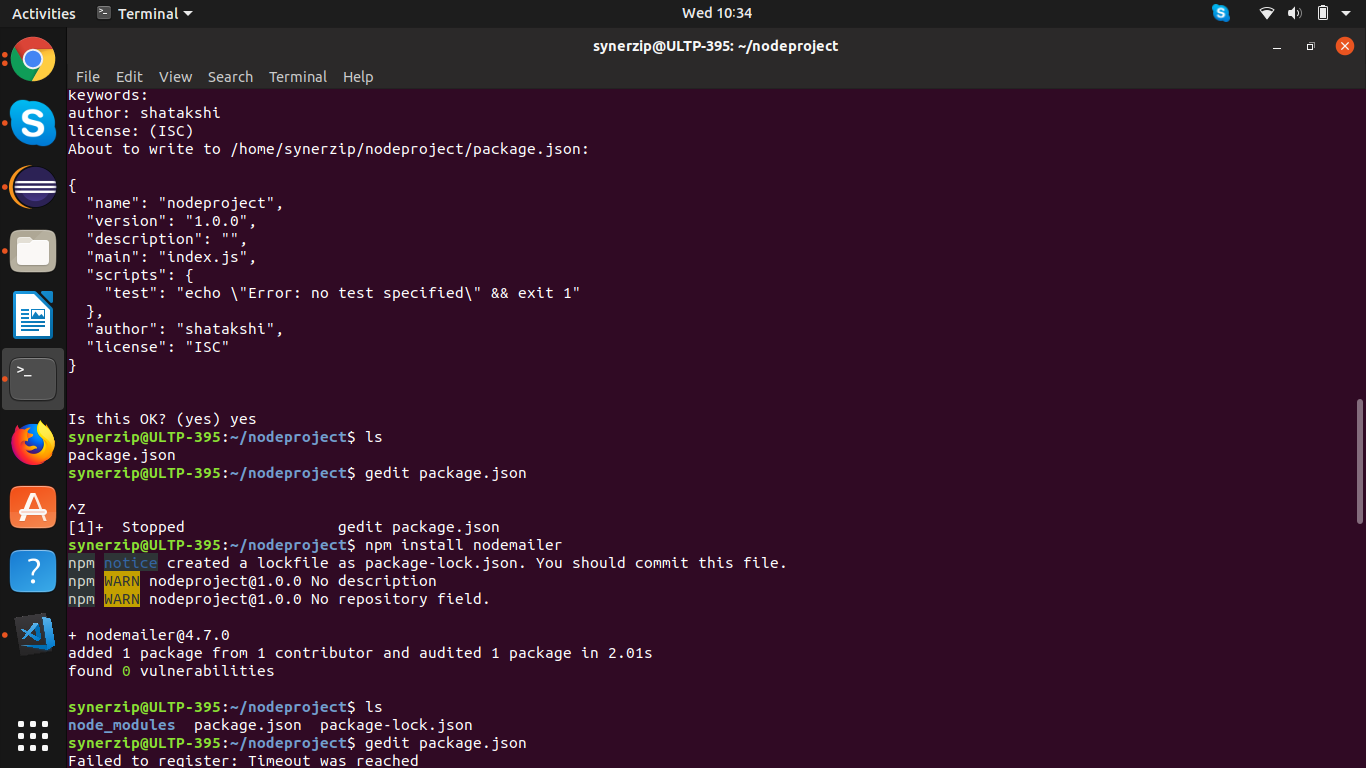 Activities Terminal Wed 10:34
synerzip@ULTP-395: ~/nodeproject
File Edit View Search Terminal Help
keywords:
author: shatakshi
license: (ISC)
About to write to /home/synerzip/nodeproject/package.json:
{
  "name": "nodeproject",
  "version": "1.0.0",
  "description": "",
  "main": "index.js",
  "scripts": {
    "test": "echo \"Error: no test specified\" && exit 1"
  },
  "author": "shatakshi",
  "license": "ISC"
}
Is this OK? (yes) yes
synerzip@ULTP-395:~/nodeproject$ ls
package.json
synerzip@ULTP-395:~/nodeproject$ gedit package.json
^Z
[1]+  Stopped                 gedit package.json
synerzip@ULTP-395:~/nodeproject$ npm install nodemailer
npm notice created a lockfile as package-lock.json. You should commit this file.
npm WARN nodeproject@1.0.0 No description
npm WARN nodeproject@1.0.0 No repository field.
+ nodemailer@4.7.0
added 1 package from 1 contributor and audited 1 package in 2.01s
found 0 vulnerabilities
synerzip@ULTP-395:~/nodeproject$ ls
node_modules  package.json  package-lock.json
synerzip@ULTP-395:~/nodeproject$ gedit package.json
Failed to register: Timeout was reached